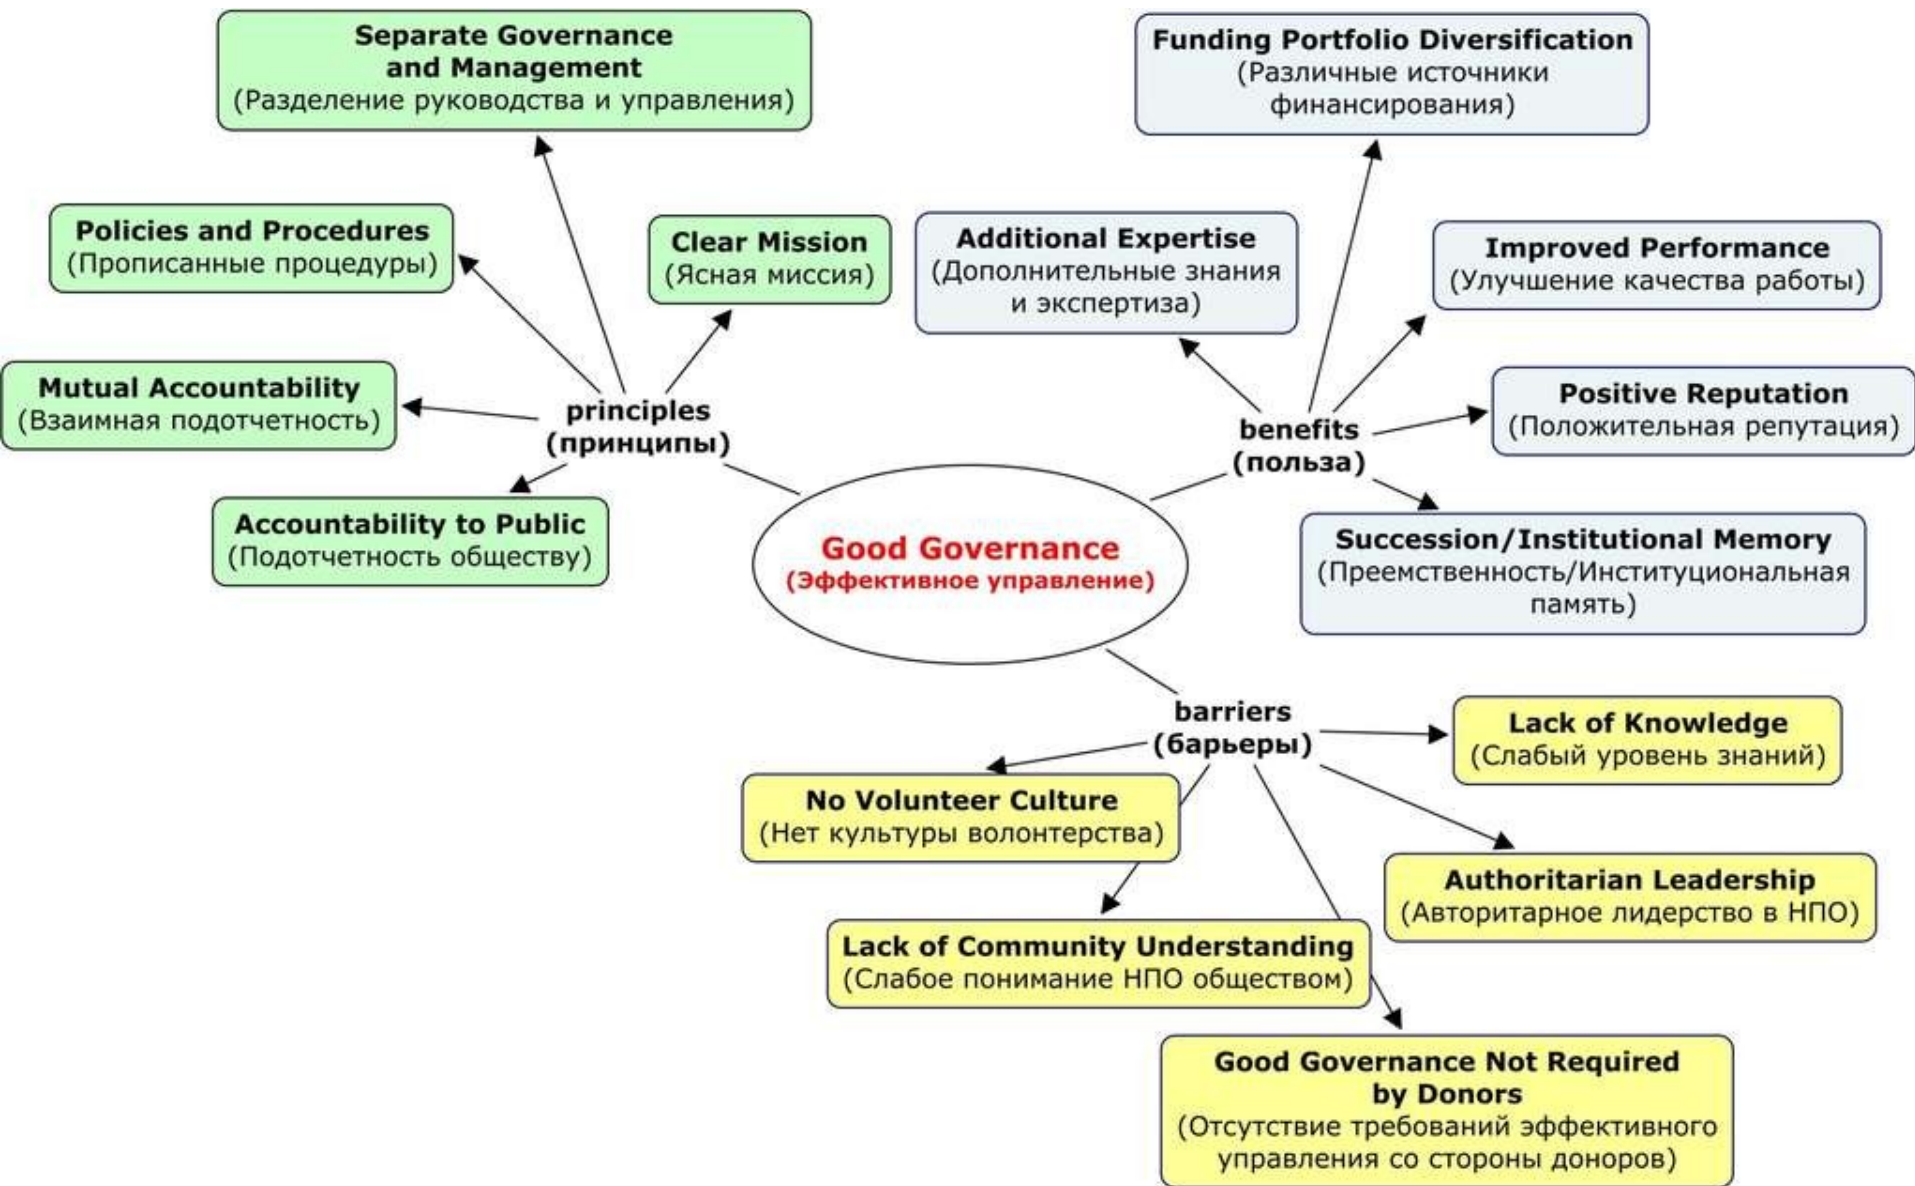 Separate Governance
and Management
(Разделение руководства и управления)
Policies and Procedures
(Прописанные процедуры)
Clear Mission
(Ясная миссия)
Mutual Accountability
(Взаимная подотчетность)
principles
(принципы)
Accountability to Public
(Подотчетность обществу)
Funding Portfolio Diversification
(Различные источники
финансирования)
Additional Expertise
(Дополнительные знания
и экспертиза)
Improved Performance
(Улучшение качества работы)
Positive Reputation
(Положительная репутация)
benefits
(польза)
Succession/Institutional Memory
(Преемственность/Институциональная
память)
Good Governance
(Эффективное управление)
barriers
(барьеры)
Lack of Knowledge
(Слабый уровень знаний)
No Volunteer Culture
(Нет культуры волонтерства)
Authoritarian Leadership
(Авторитарное лидерство в НПО)
Lack of Community Understanding
(Слабое понимание НПО обществом)
Good Governance Not Required
by Donors
(Отсутствие требований эффективного
управления со стороны доноров)